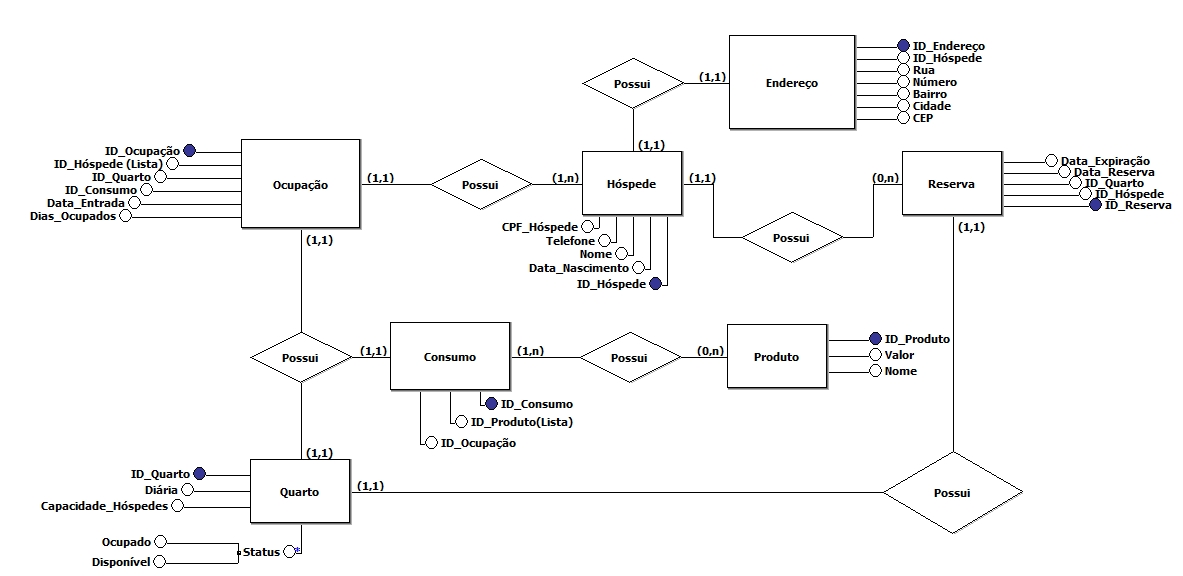 ID_Endereço
ID_Hóspede
Rua
Número
Bairro
Cidade
CEP
Endereço
(1,1)
Possui
(1,1)
ID_Ocupação
ID_Hóspede (Lista)
ID_Quarto
ID_Consumo
Data_Entrada
Dias_Ocupados
Ocupação
(1,1)
Possui
(1,n)
Hóspede
(1,1)
(0,n)
Reserva
Data_Expiração
Data_Reserva
ID_Quarto
ID_Hóspede
ID_Reserva
(1,1)
(1,1)
Possui
CPF_Hóspede
Telefone
Nome
Data_Nascimento
ID_Hóspede
Possui
(1,1)
Consumo
(1,n)
Possui
(0,n)
Produto
ID_Produto
Valor
Nome
ID_Consumo
ID_Produto(Lista)
ID_Ocupação
(1,1)
ID_Quarto
Diária
Capacidade_Hóspedes
Quarto
(1,1)
Possui
Ocupado
Disponível
Status
*